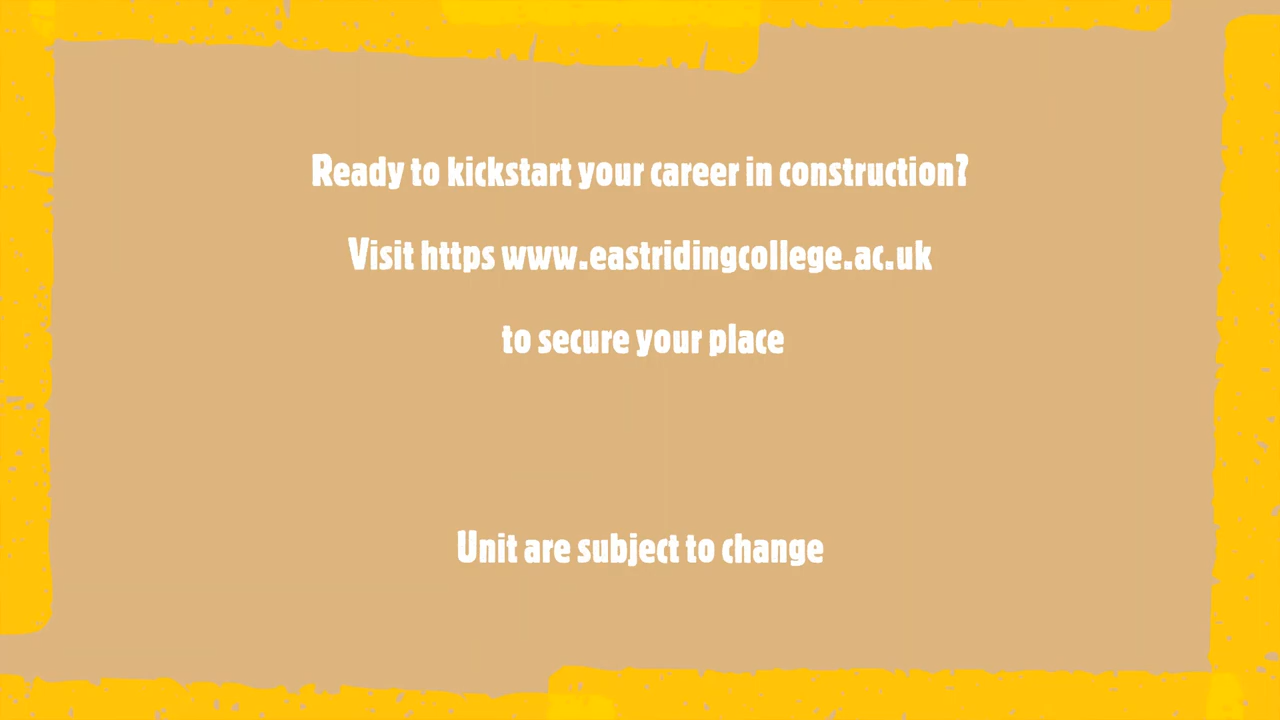 Ready to kickstart your career in construction?
Visit https www.eastridingcollege.ac.uk
to secure your place
Unit are subject to change